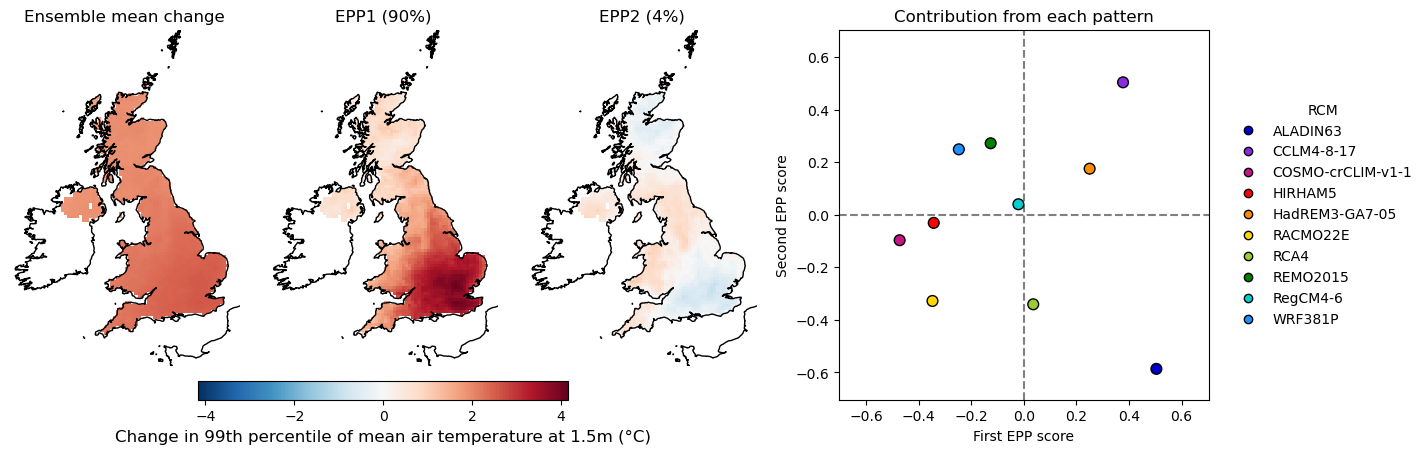 Ensemble mean change
EPP1 (90%)
EPP2 (4%)
−4
−2
0
2
4
Change in 99th percentile of mean air temperature at 1.5m (°C)
Contribution from each pattern
Second EPP score
0.6
0.4
0.2
0.0
−0.2
−0.4
−0.6
−0.6
−0.4
−0.2
0.0
0.2
0.4
0.6
First EPP score
RCM
ALADIN63
CCLM4-8-17
COSMO-crCLIM-v1-1
HIRHAM5
HadREM3-GA7-05
RACMO22E
RCA4
REMO2015
RegCM4-6
WRF381P